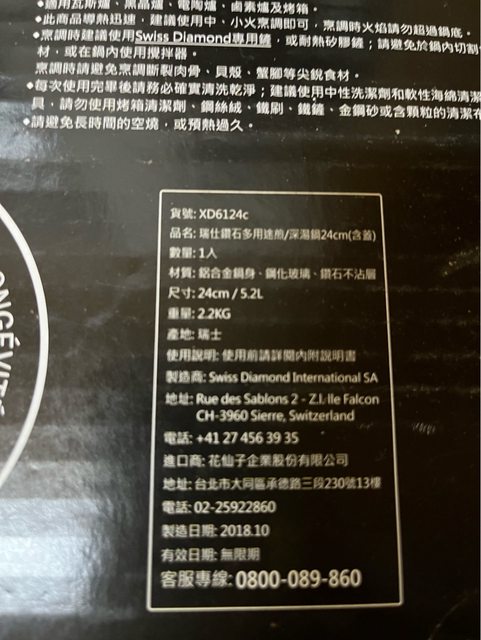 •適用瓦斯爐、黑晶爐、電陶爐、鹵素爐及烤箱。
•此商品導熱迅速,建議使用中、小火烹調即可,烹調時火焰請勿超過鍋底。
•烹調時建議使用Swiss Diamond專用鏟,或耐熱矽膠鏟;請避免於鍋內切割
材,或在鍋內使用攪拌器。
烹調時請避免烹調斷裂肉骨、貝殼、蟹腳等尖銳食材。
•每次使用完畢後請務必確實清洗乾淨;建議使用中性洗潔劑和軟性海綿清潔
具,請勿使用烤箱清潔劑、鋼絲絨、鐵刷、鐵鏟、金鋼砂或含顆粒的清潔
•請避免長時間的空燒,或預熱過久。
ONGÉVITÉ
貨號: XD6124c
品名: 瑞仕鑽石多用途煎/深湯鍋24cm(含蓋)
數量: 1入
材質: 鋁合金鍋身、鋼化玻璃、鑽石不沾層
尺寸: 24cm / 5.2L
重量: 2.2KG
產地: 瑞士
使用說明: 使用前請詳閱內附說明書
製造商: Swiss Diamond International SA
地址: Rue des Sablons 2 - Z.I. Ile Falcon
CH-3960 Sierre, Switzerland
電話: +41 27 456 39 35
進口商: 花仙子企業股份有限公司
地址: 台北市大同區承德路三段230號13樓
電話: 02-25922860
製造日期: 2018.10
有效日期: 無限期
客服專線: 0800-089-860